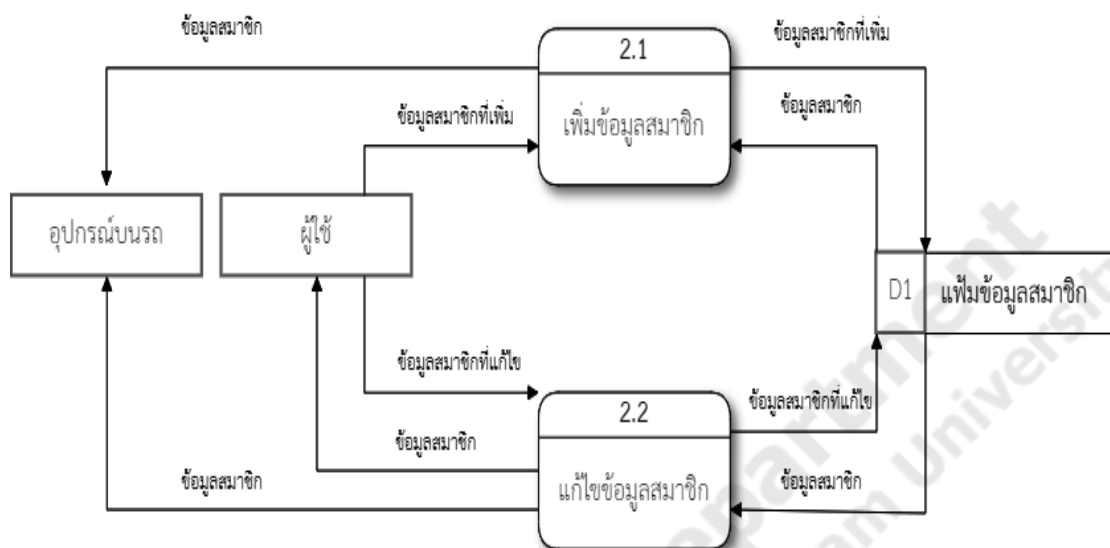 ข้อมูลสมาชิก
2.1
ข้อมูลสมาชิกที่เพิ่ม
ข้อมูลสมาชิกที่เพิ่ม
เพิ่มข้อมูลสมาชิก
ข้อมูลสมาชิก
อุปกรณ์บนรถ
ผู้ใช้
D1
แฟ้มข้อมูลสมาชิก
ข้อมูลสมาชิกที่แก้ไข
2.2
ข้อมูลสมาชิกที่แก้ไข
ข้อมูลสมาชิก
ข้อมูลสมาชิก
แก้ไขข้อมูลสมาชิก
ข้อมูลสมาชิก